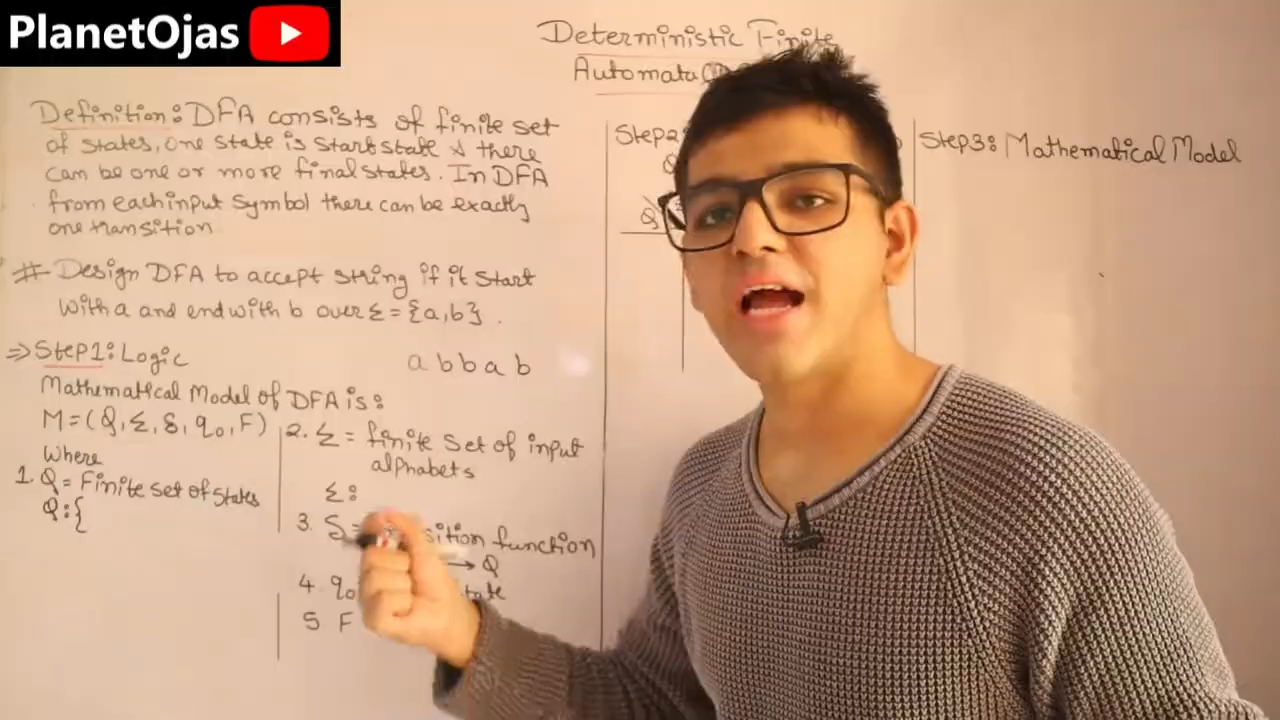 PlanetOjas
Deterministic Finite
Automata
Definition: DFA consists of finite set
of states, one state is start state & there
can be one or more final states. In DFA
from each input symbol there can be exactly
one transition
# Design DFA to accept string if it start
with a and end with b over Σ = {a,b}.
⇒ Step1: Logic
a b b a b
Mathematical Model of DFA is:
M=(Q, Σ, δ, q₀, F)
Where
1. Q = Finite set of states
Q:{
2. Σ = finite set of input
alphabets
Σ:
3. δ=
function
→ Q
4. q₀
5 F
Step2:
Q
Step3: Mathematical Model